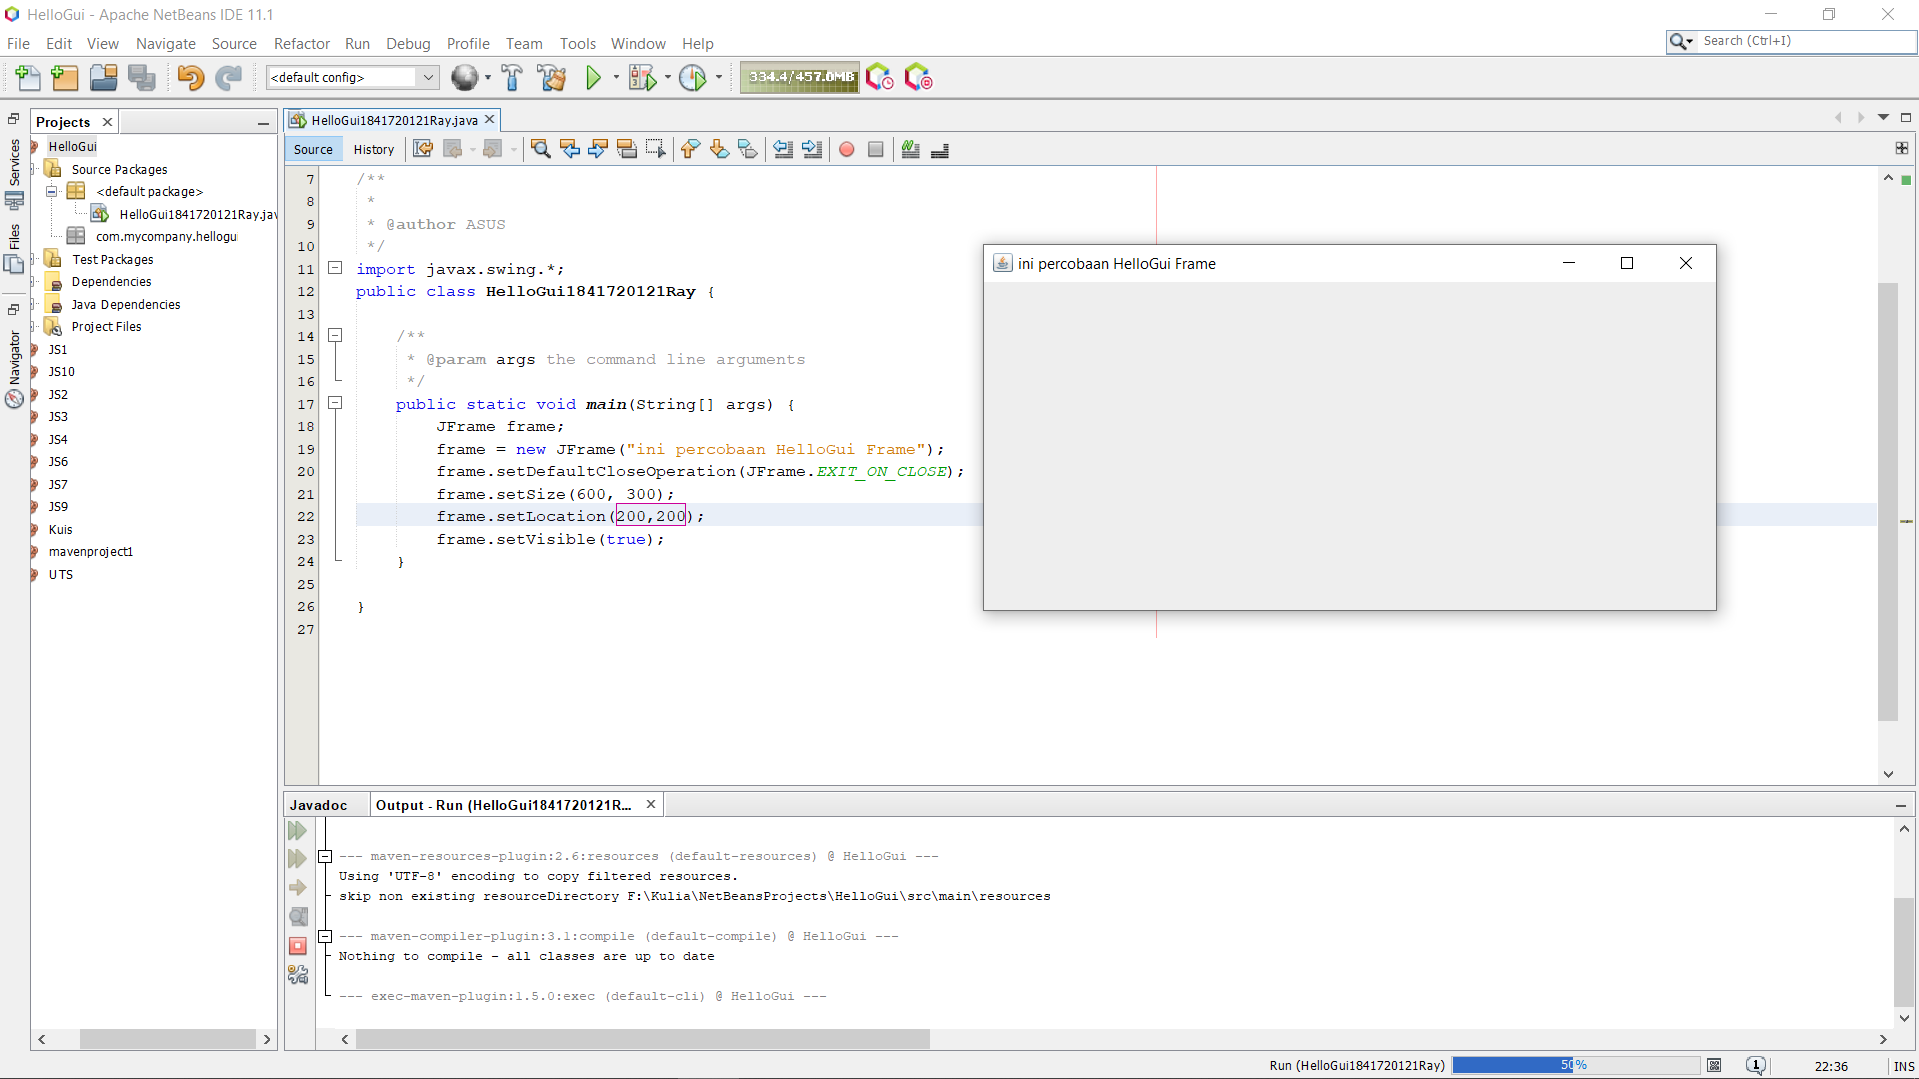 HelloGui - Apache NetBeans IDE 11.1
File Edit View Navigate Source Refactor Run Debug Profile Team Tools Window Help
Search (Ctrl+I)
<default config>
334.4/457.0MB
Projects
HelloGui1841720121Ray.java
Services
Files
Navigator
HelloGui
Source Packages
<default package>
HelloGui1841720121Ray.jav
com.mycompany.hellogui
Test Packages
Dependencies
Java Dependencies
Project Files
JS1
JS10
JS2
JS3
JS4
JS6
JS7
JS9
Kuis
mavenproject1
UTS
Source History
7 /**
8 *
9 * @author ASUS
10 */
11 import javax.swing.*;
12 public class HelloGui1841720121Ray {
13
14 /**
15 * @param args the command line arguments
16 */
17 public static void main(String[] args) {
18 JFrame frame;
19 frame = new JFrame("ini percobaan HelloGui Frame");
20 frame.setDefaultCloseOperation(JFrame.EXIT_ON_CLOSE);
21 frame.setSize(600, 300);
22 frame.setLocation(200,200);
23 frame.setVisible(true);
24 }
25
26 }
27
ini percobaan HelloGui Frame
Javadoc
Output - Run (HelloGui1841720121R...
--- maven-resources-plugin:2.6:resources (default-resources) @ HelloGui ---
Using 'UTF-8' encoding to copy filtered resources.
skip non existing resourceDirectory F:\Kulia\NetBeansProjects\HelloGui\src\main\resources
--- maven-compiler-plugin:3.1:compile (default-compile) @ HelloGui ---
Nothing to compile - all classes are up to date
--- exec-maven-plugin:1.5.0:exec (default-cli) @ HelloGui ---
Run (HelloGui1841720121Ray)
50%
1
22:36
INS